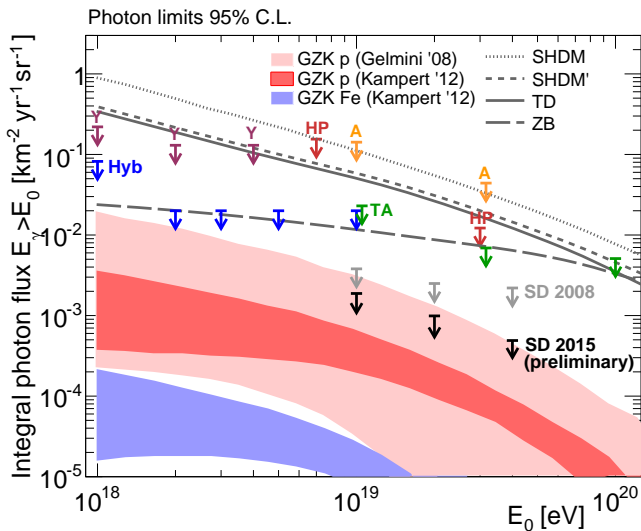 Photon limits 95% C.L.
GZK p (Gelmini '08)
GZK p (Kampert '12)
GZK Fe (Kampert '12)
SHDM
SHDM'
TD
ZB
Integral photon flux E_γ>E_0 [km^-2 yr^-1 sr^-1]
1
10^-1
10^-2
10^-3
10^-4
10^-5
Y
Y
Y
HP
A
A
Hyb
TA
HP
SD 2008
SD 2015
(preliminary)
10^18
10^19
10^20
E_0 [eV]